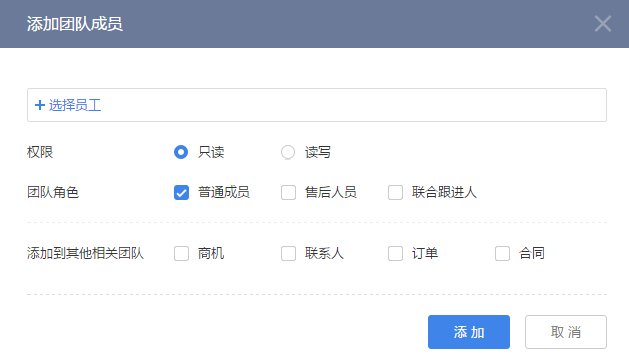 添加团队成员
+ 选择员工
权限 只读 读写
团队角色 普通成员 售后人员 联合跟进人
添加到其他相关团队 商机 联系人 订单 合同
添加 取消